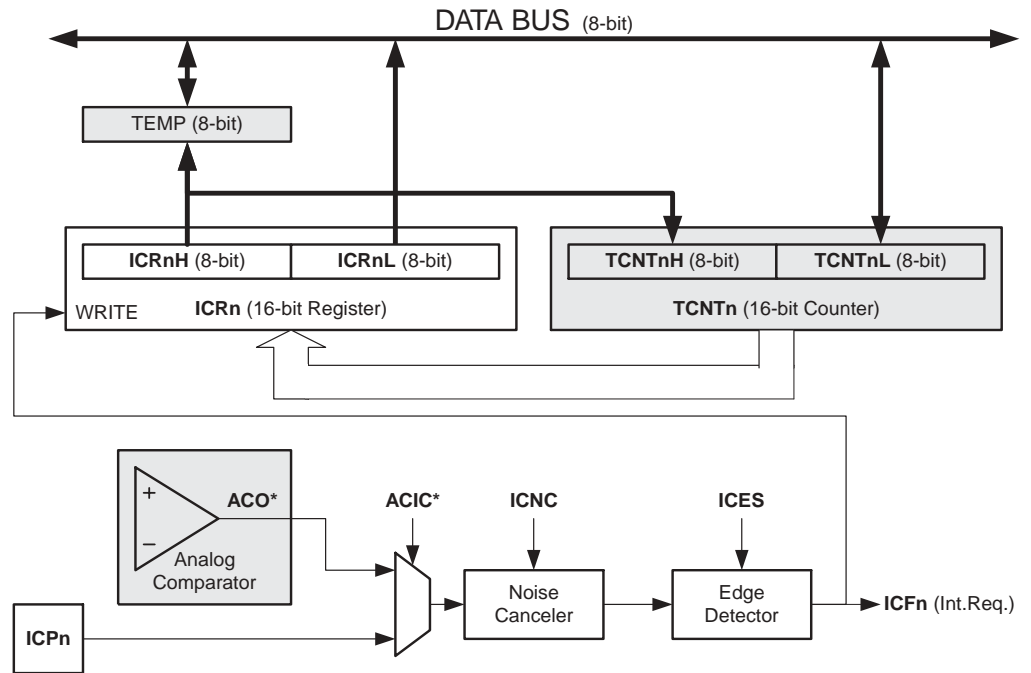 DATA BUS (8-bit)
TEMP (8-bit)
ICRnH (8-bit) ICRnL (8-bit) TCNTnH (8-bit) TCNTnL (8-bit)
WRITE ICRn (16-bit Register) TCNTn (16-bit Counter)
+ ACO* ACIC* ICNC ICES
−
Analog
Comparator
Noise
Canceler
Edge
Detector
ICFn (Int.Req.)
ICPn